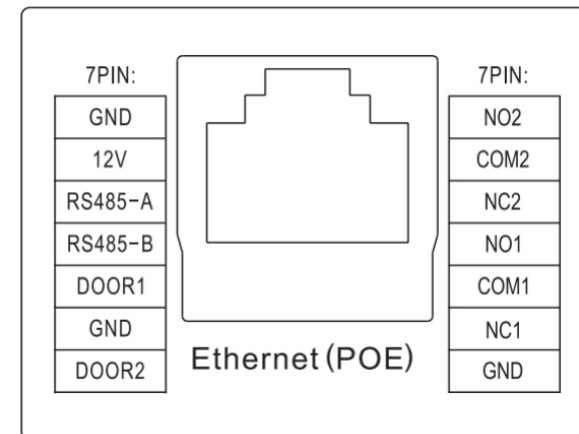 7PIN:
GND
12V
RS485-A
RS485-B
DOOR1
GND
DOOR2
Ethernet (POE)
7PIN:
NO2
COM2
NC2
NO1
COM1
NC1
GND